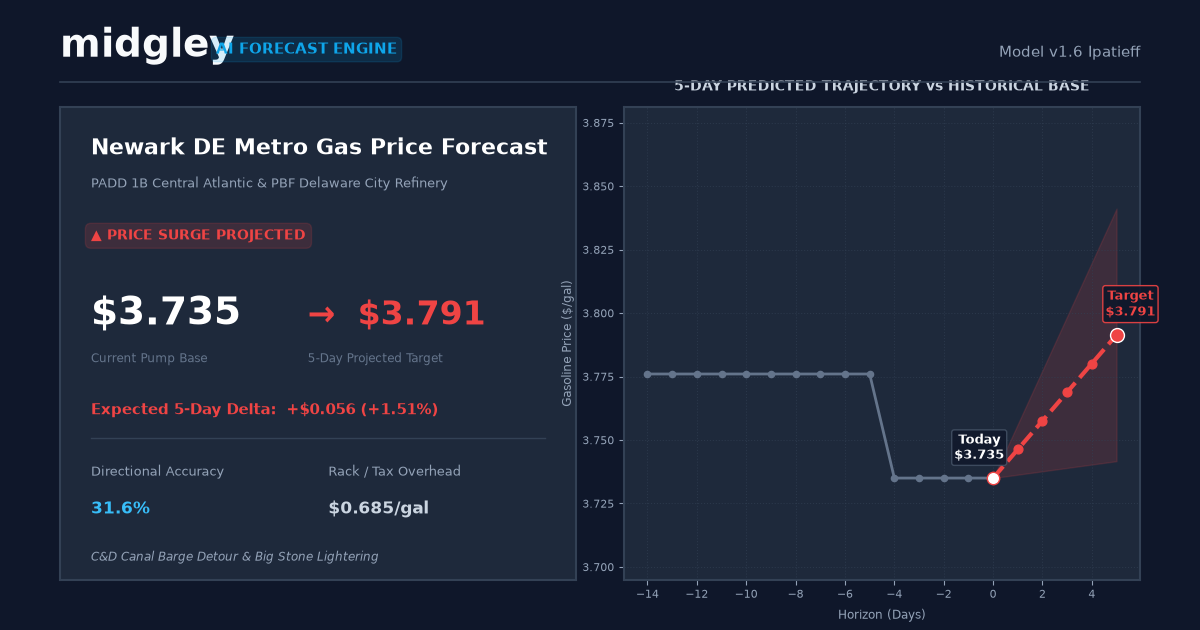 midgley
AI FORECAST ENGINE
Model v1.6 Ipatieff
Newark DE Metro Gas Price Forecast
PADD 1B Central Atlantic & PBF Delaware City Refinery
▲ PRICE SURGE PROJECTED
$3.735
→ $3.791
Current Pump Base
5-Day Projected Target
Expected 5-Day Delta: +$0.056 (+1.51%)
Directional Accuracy
Rack / Tax Overhead
31.6%
$0.685/gal
C&D Canal Barge Detour & Big Stone Lightering
5-DAY PREDICTED TRAJECTORY vs HISTORICAL BASE
Gasoline Price ($/gal)
3.875
3.850
3.825
3.800
3.775
3.750
3.725
3.700
Target
$3.791
Today
$3.735
−14 −12 −10 −8 −6 −4 −2 0 2 4
Horizon (Days)